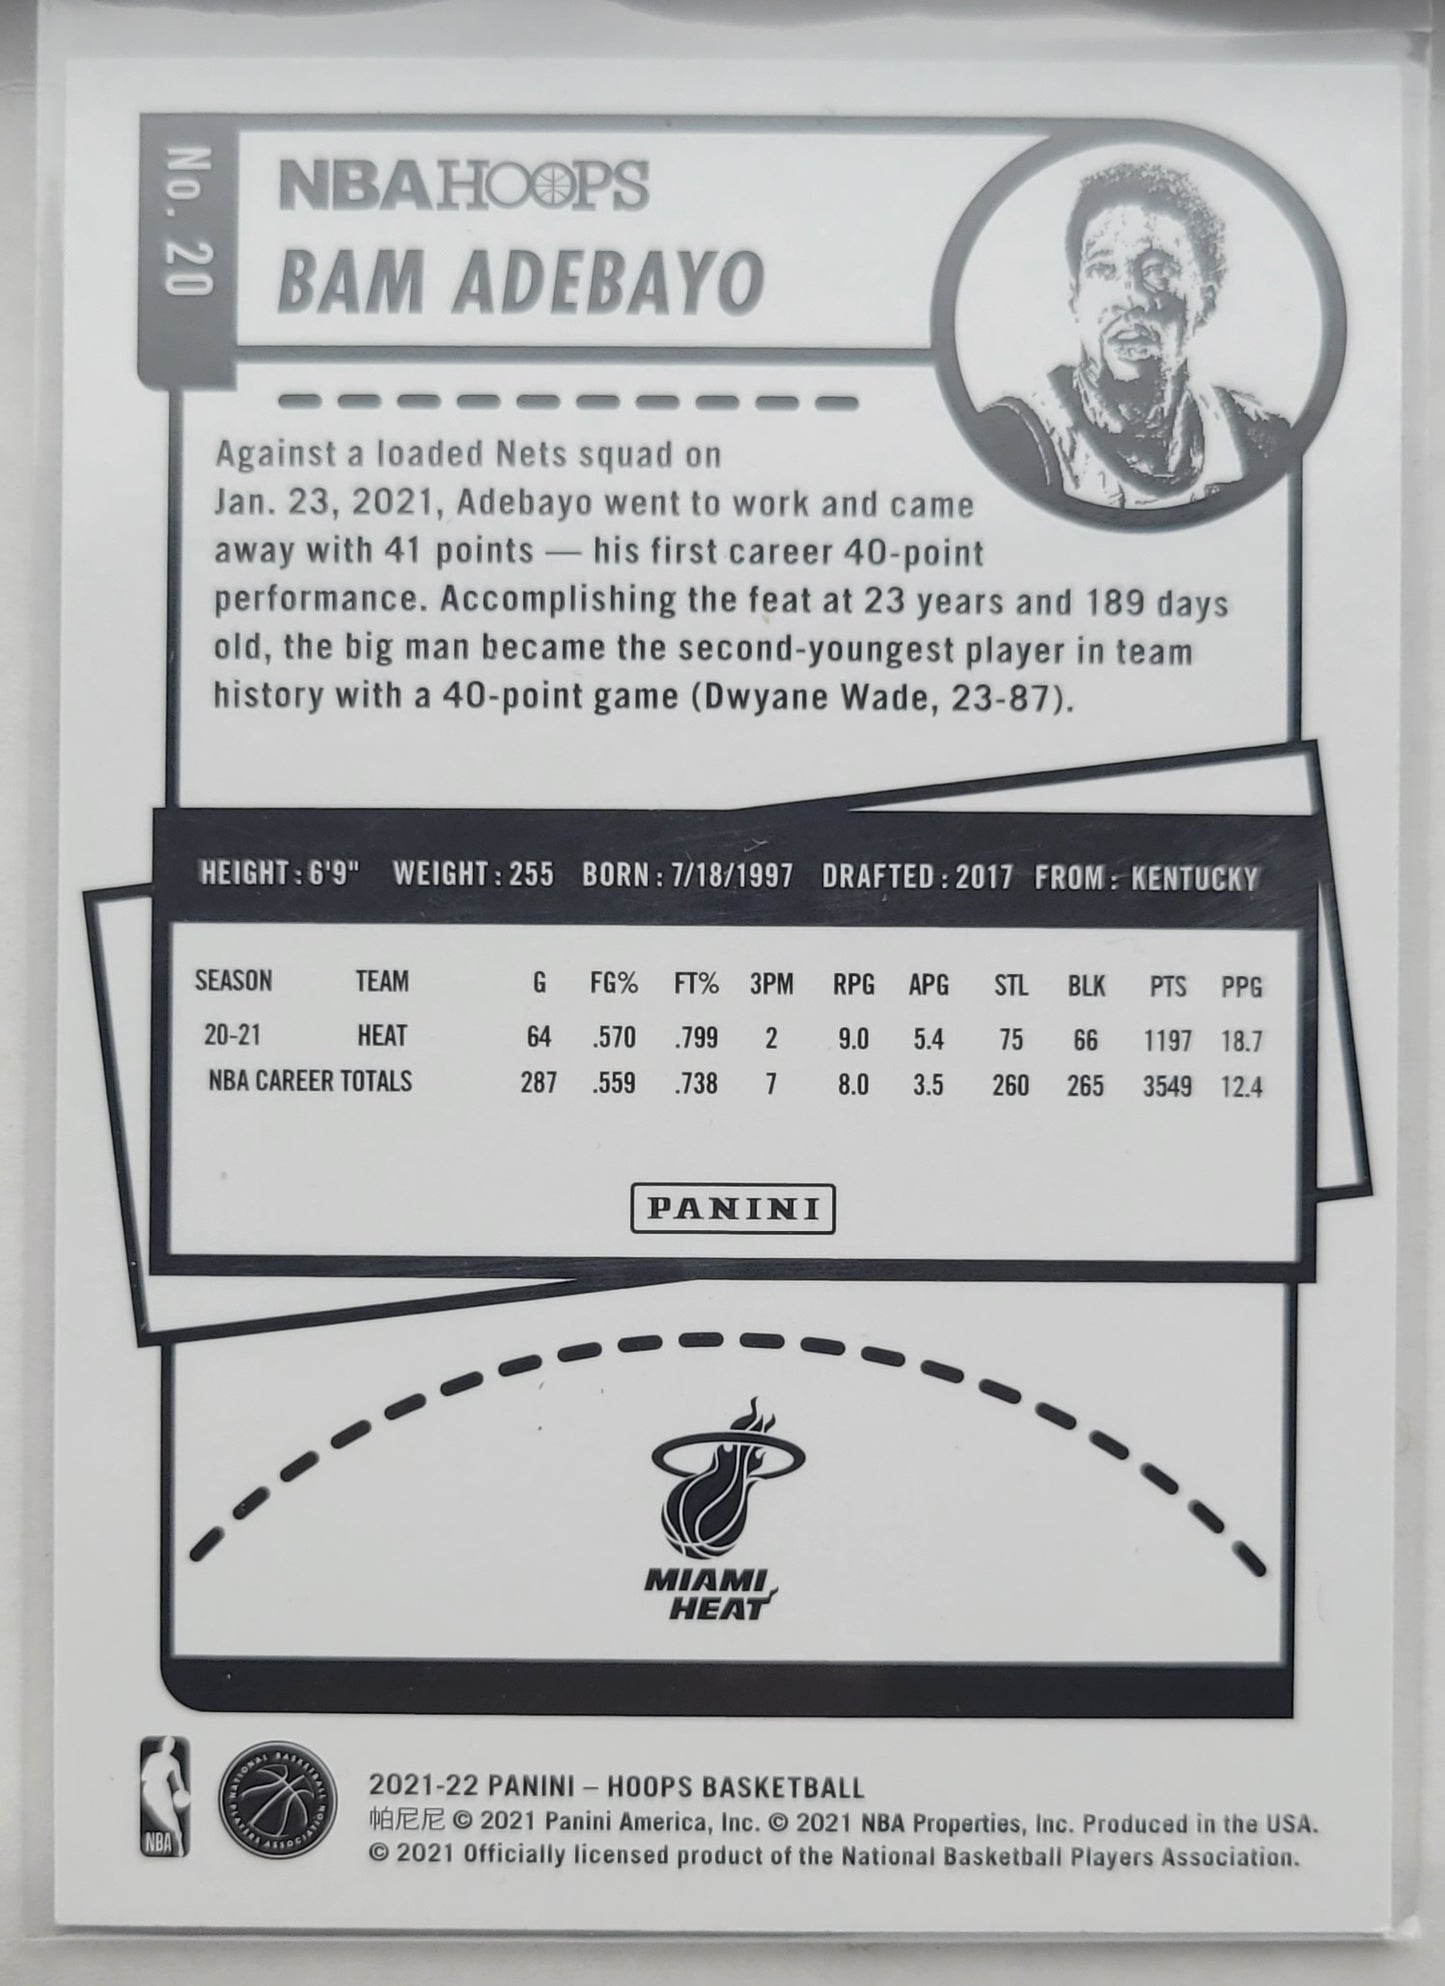 No. 20
NBA HOOPS
BAM ADEBAYO
Against a loaded Nets squad on
Jan. 23, 2021, Adebayo went to work and came
away with 41 points — his first career 40-point
performance. Accomplishing the feat at 23 years and 189 days
old, the big man became the second-youngest player in team
history with a 40-point game (Dwyane Wade, 23-87).
HEIGHT: 6'9" WEIGHT: 255 BORN: 7/18/1997 DRAFTED: 2017 FROM: KENTUCKY
SEASON TEAM G FG% FT% 3PM RPG APG STL BLK PTS PPG
20-21 HEAT 64 .570 .799 2 9.0 5.4 75 66 1197 18.7
NBA CAREER TOTALS 287 .559 .738 7 8.0 3.5 260 265 3549 12.4
PANINI
MIAMI
HEAT
NBA
NATIONAL BASKETBALL PLAYERS ASSOCIATION
2021-22 PANINI – HOOPS BASKETBALL
帕尼尼 © 2021 Panini America, Inc. © 2021 NBA Properties, Inc. Produced in the USA.
© 2021 Officially licensed product of the National Basketball Players Association.